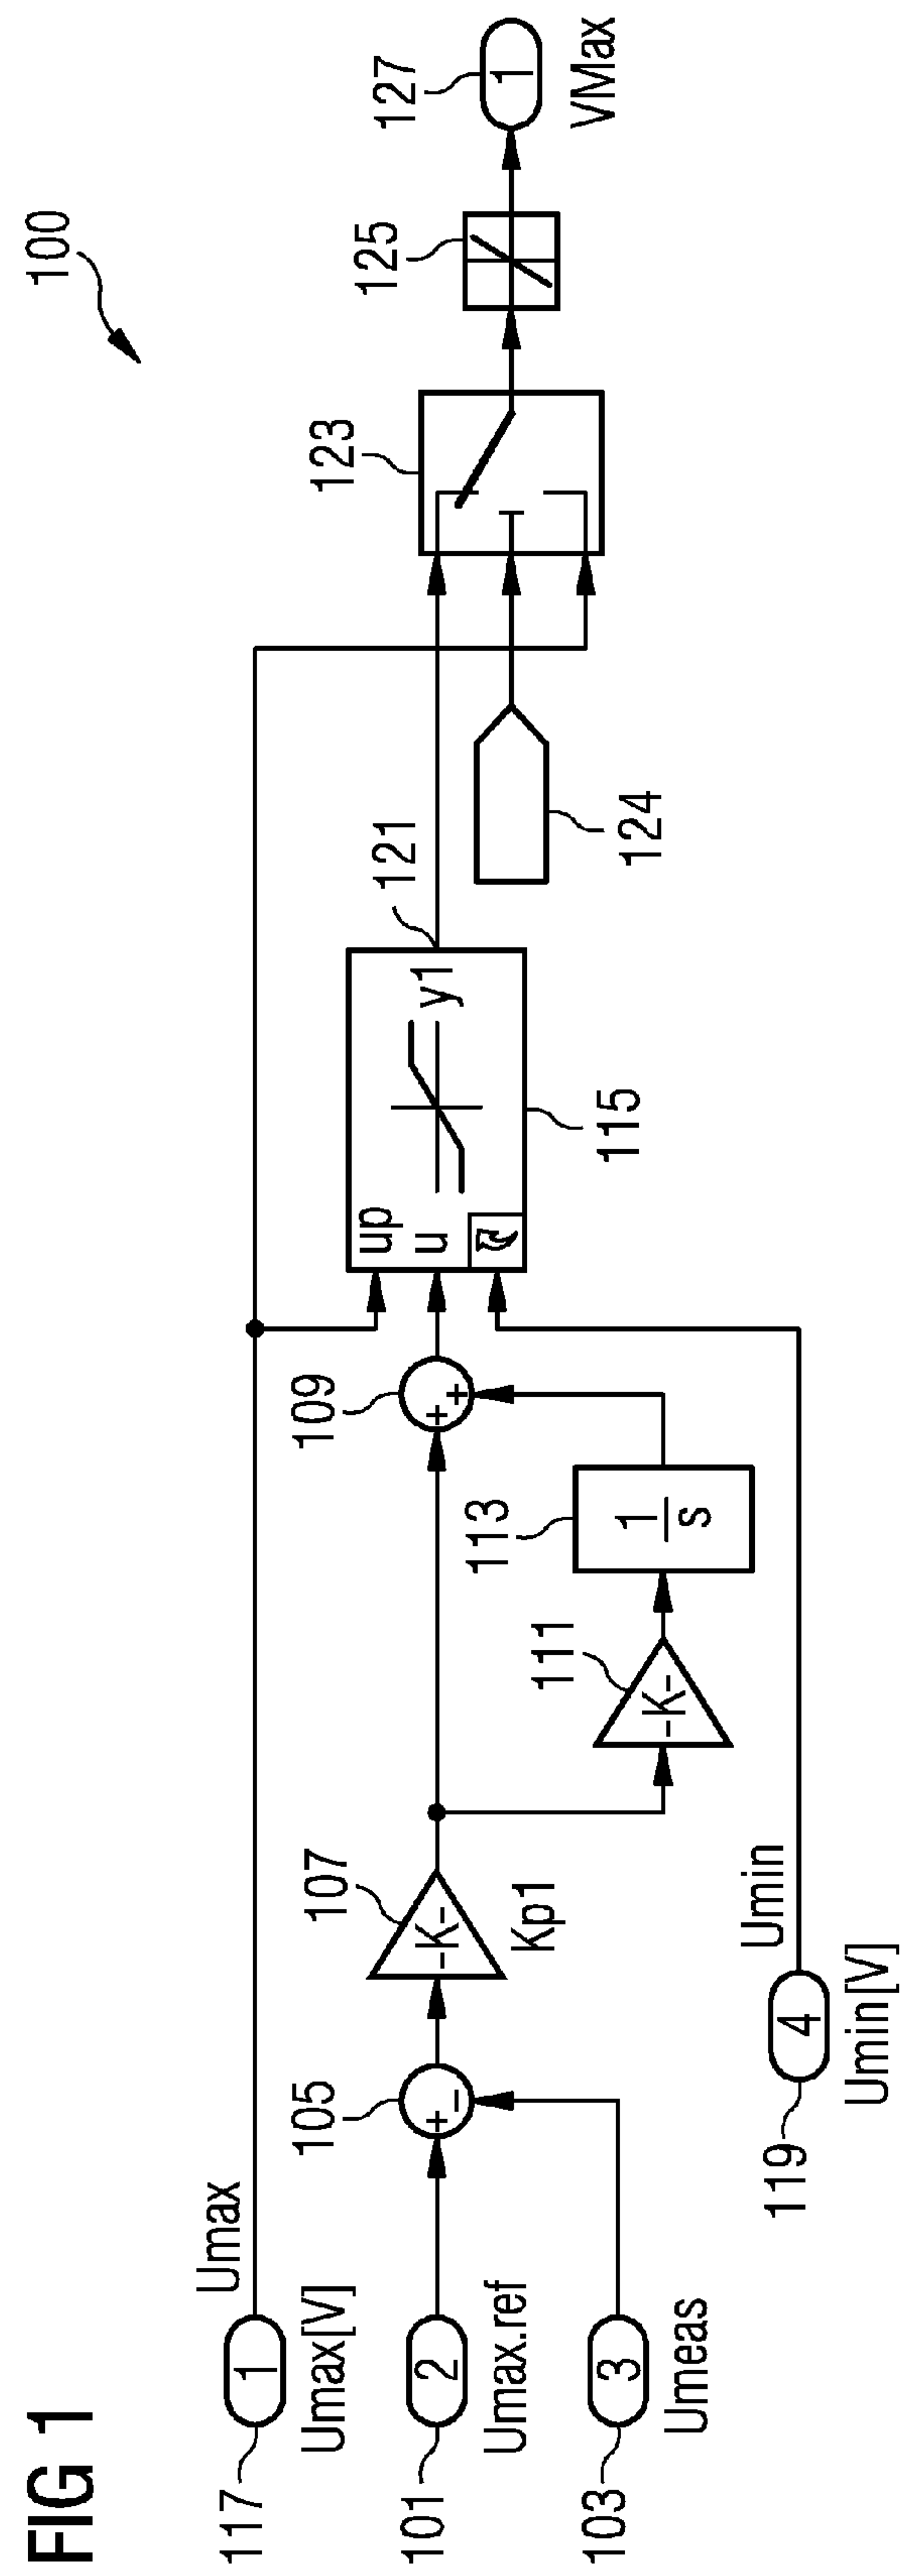 FIG 1
100
117
1
Umax[V]
Umax
101
2
Umax.ref
103
3
Umeas
105
+
−
107
-K-
Kp1
111
-K-
113
1
s
109
+
+
119
4
Umin[V]
Umin
up
u
y1
115
121
124
123
125
127
1
VMax